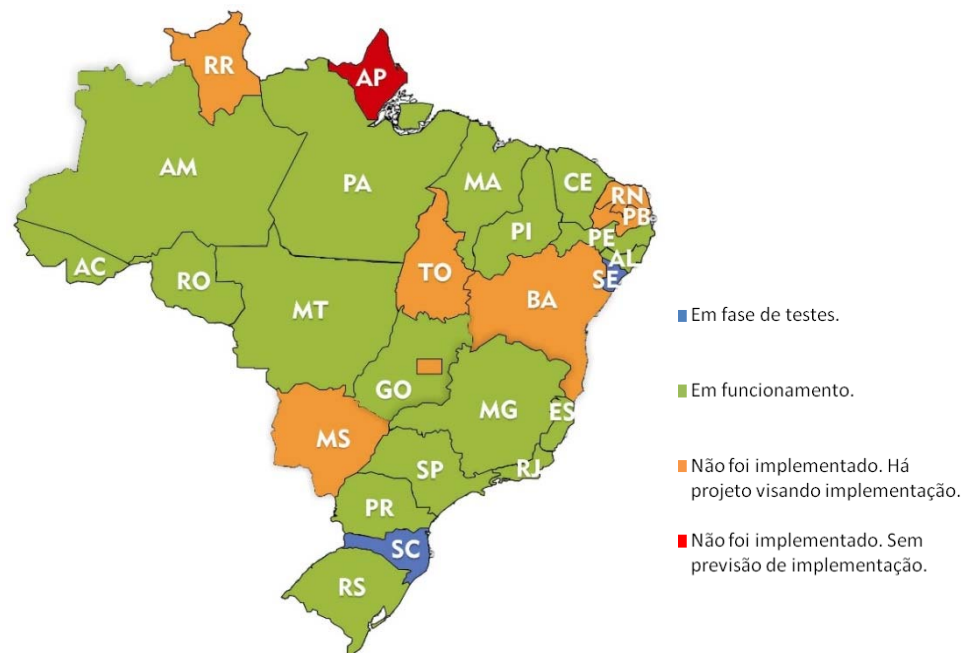 RR
AP
AM
PA
MA
CE
RN
PB
PI
PE
AL
SE
AC
RO
TO
BA
MT
GO
MG
ES
MS
SP
RJ
PR
SC
RS
Em fase de testes.
Em funcionamento.
Não foi implementado. Há
projeto visando implementação.
Não foi implementado. Sem
previsão de implementação.